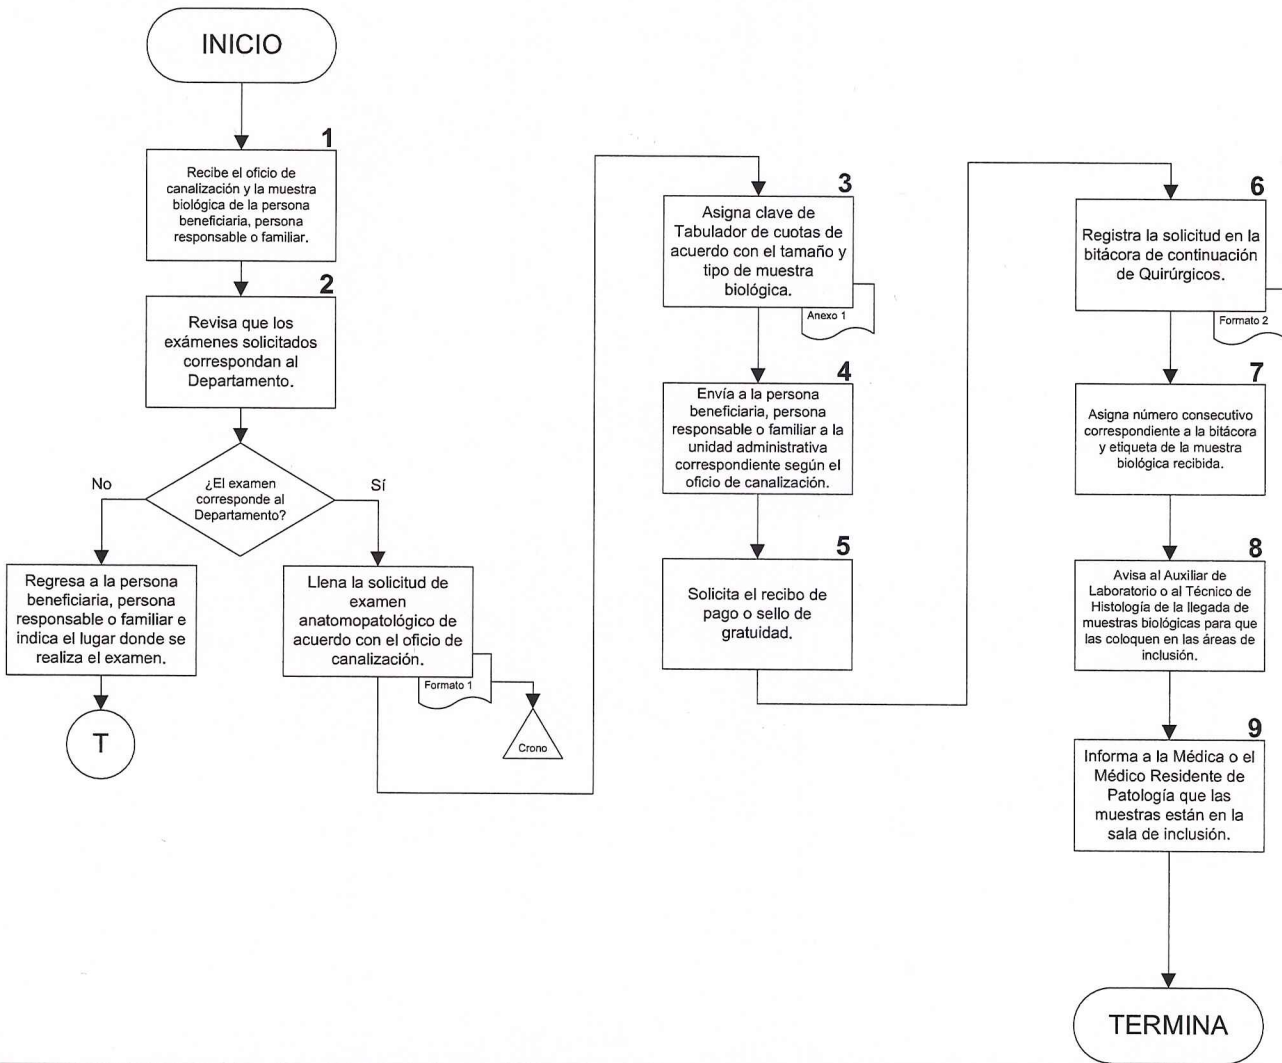 INICIO
1
Recibe el oficio de
canalización y la muestra
biológica de la persona
beneficiaria, persona
responsable o familiar.
2
Revisa que los
exámenes solicitados
correspondan al
Departamento.
¿El examen
corresponde al
Departamento?
No
Sí
Regresa a la persona
beneficiaria, persona
responsable o familiar e
indica el lugar donde se
realiza el examen.
T
Llena la solicitud de
examen
anatomopatológico de
acuerdo con el oficio de
canalización.
Formato 1
Crono
3
Asigna clave de
Tabulador de cuotas de
acuerdo con el tamaño y
tipo de muestra
biológica.
Anexo 1
4
Envía a la persona
beneficiaria, persona
responsable o familiar a la
unidad administrativa
correspondiente según el
oficio de canalización.
5
Solicita el recibo de
pago o sello de
gratuidad.
6
Registra la solicitud en la
bitácora de continuación
de Quirúrgicos.
Formato 2
7
Asigna número consecutivo
correspondiente a la bitácora
y etiqueta de la muestra
biológica recibida.
8
Avisa al Auxiliar de
Laboratorio o al Técnico de
Histología de la llegada de
muestras biológicas para que
las coloquen en las áreas de
inclusión.
9
Informa a la Médica o el
Médico Residente de
Patología que las
muestras están en la
sala de inclusión.
TERMINA